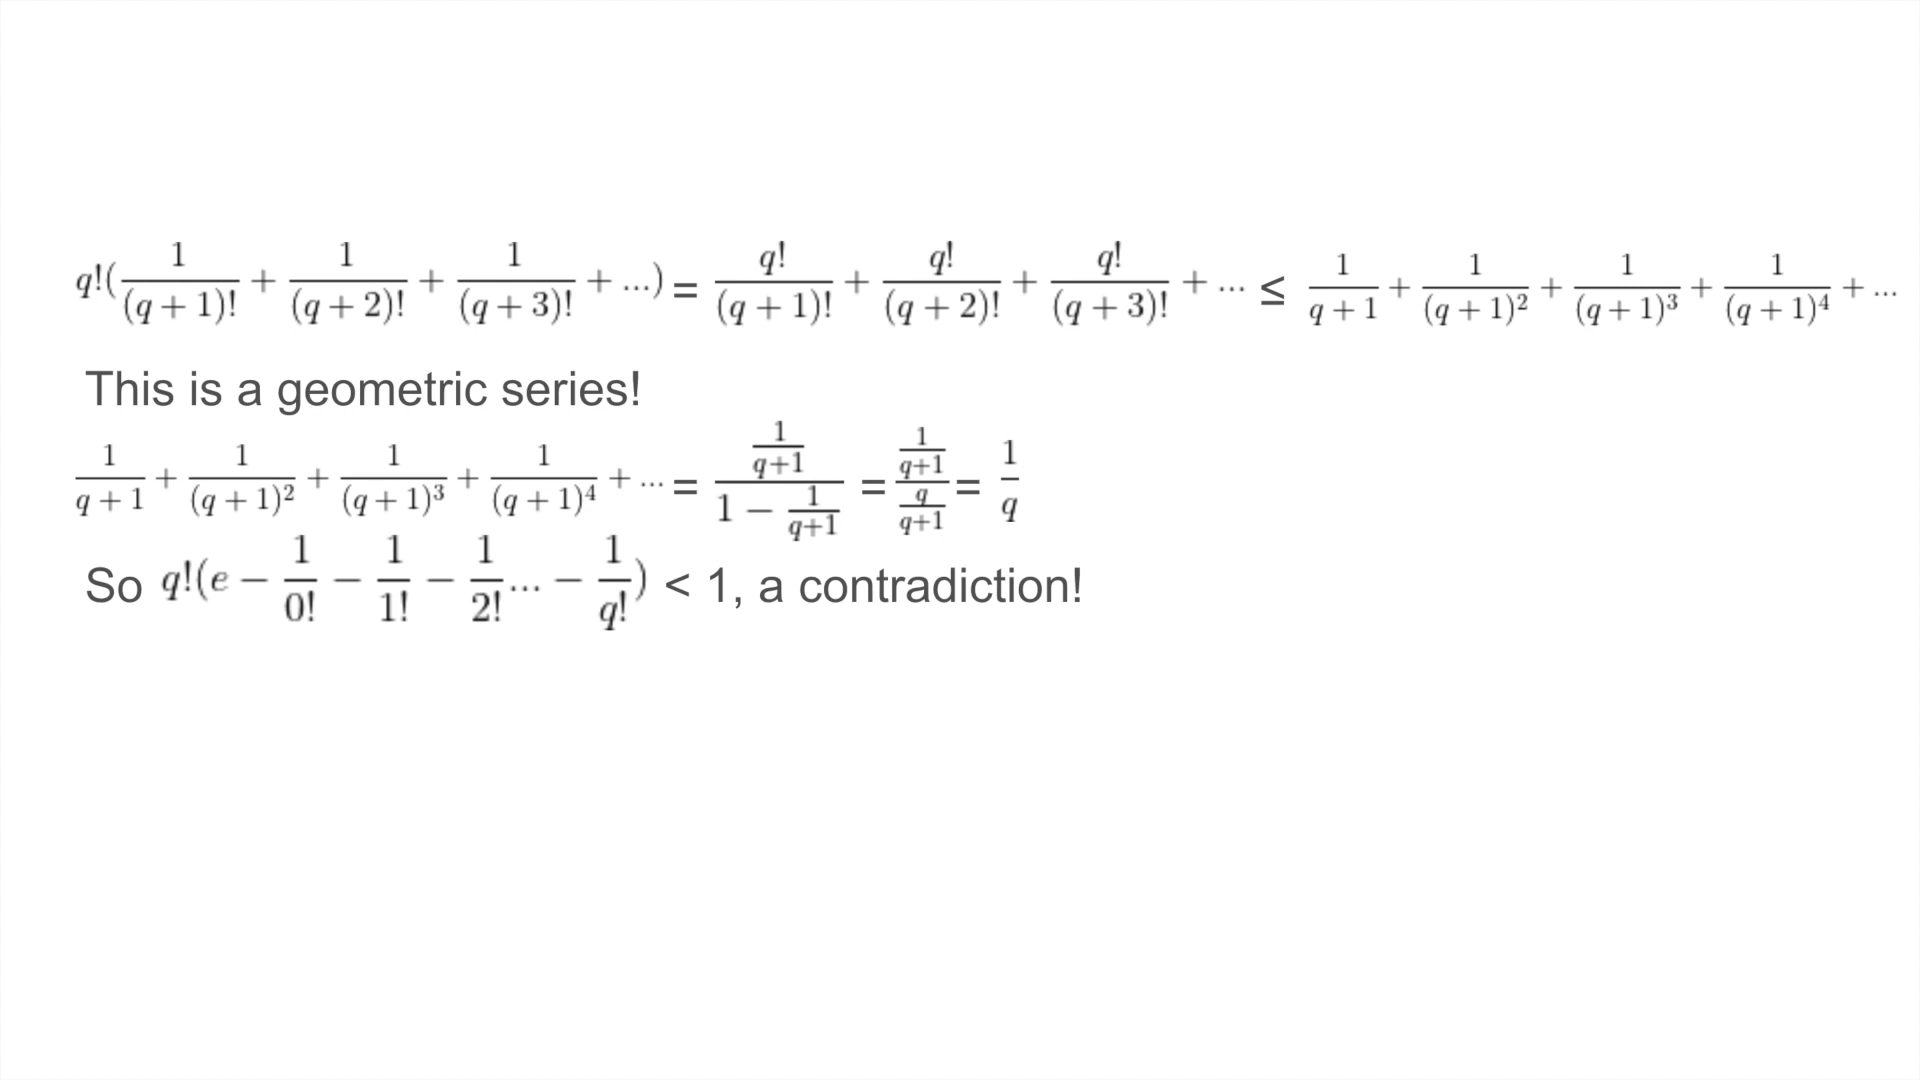 q!(1/(q+1)! + 1/(q+2)! + 1/(q+3)! + ...) = q!/(q+1)! + q!/(q+2)! + q!/(q+3)! + ... ≤ 1/(q+1) + 1/(q+1)² + 1/(q+1)³ + 1/(q+1)⁴ + ...
This is a geometric series!
1/(q+1) + 1/(q+1)² + 1/(q+1)³ + 1/(q+1)⁴ + ... = (1/(q+1))/(1 − 1/(q+1)) = (1/(q+1))/(q/(q+1)) = 1/q
So q!(e − 1/0! − 1/1! − 1/2! ... − 1/q!) < 1, a contradiction!